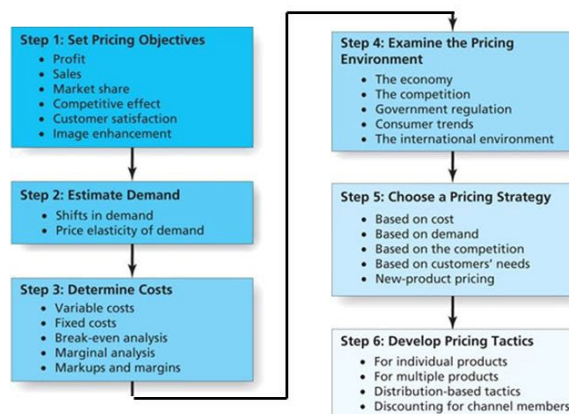 Step 1: Set Pricing Objectives
• Profit
• Sales
• Market share
• Competitive effect
• Customer satisfaction
• Image enhancement
Step 2: Estimate Demand
• Shifts in demand
• Price elasticity of demand
Step 3: Determine Costs
• Variable costs
• Fixed costs
• Break-even analysis
• Marginal analysis
• Markups and margins
Step 4: Examine the Pricing
Environment
• The economy
• The competition
• Government regulation
• Consumer trends
• The international environment
Step 5: Choose a Pricing Strategy
• Based on cost
• Based on demand
• Based on the competition
• Based on customers' needs
• New-product pricing
Step 6: Develop Pricing Tactics
• For individual products
• For multiple products
• Distribution-based tactics
• Discounting for channel members